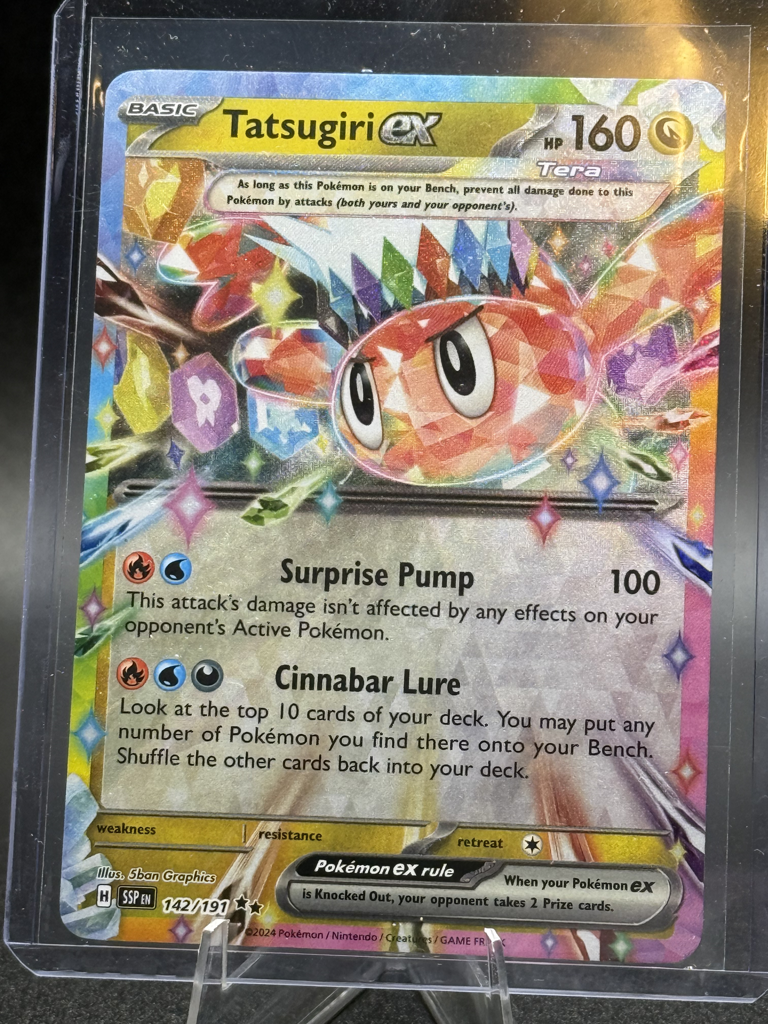 BASIC Tatsugiri ex HP 160
Tera
As long as this Pokémon is on your Bench, prevent all damage done to this
Pokémon by attacks (both yours and your opponent's).
Surprise Pump 100
This attack's damage isn't affected by any effects on your
opponent's Active Pokémon.
Cinnabar Lure
Look at the top 10 cards of your deck. You may put any
number of Pokémon you find there onto your Bench.
Shuffle the other cards back into your deck.
weakness resistance retreat
Illus. 5ban Graphics
Pokémon ex rule
When your Pokémon ex
is Knocked Out, your opponent takes 2 Prize cards.
H SSP EN 142/191
©2024 Pokémon / Nintendo / Creatures / GAME